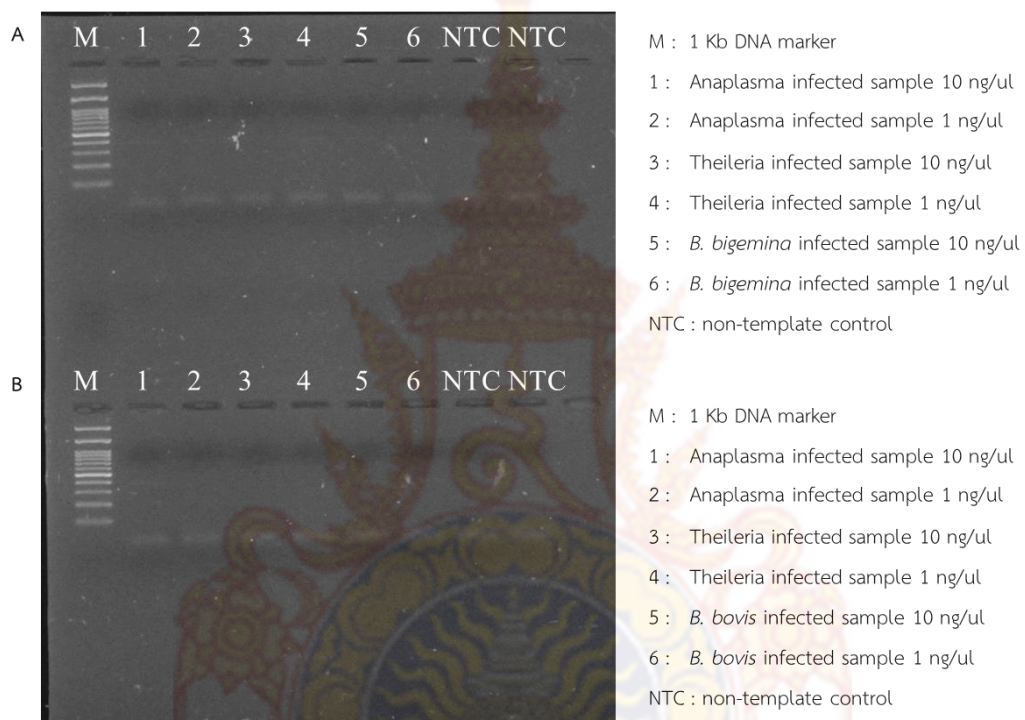 A
M 1 2 3 4 5 6 NTC NTC
M : 1 Kb DNA marker
1 : Anaplasma infected sample 10 ng/ul
2 : Anaplasma infected sample 1 ng/ul
3 : Theileria infected sample 10 ng/ul
4 : Theileria infected sample 1 ng/ul
5 : B. bigemina infected sample 10 ng/ul
6 : B. bigemina infected sample 1 ng/ul
NTC : non-template control
B
M 1 2 3 4 5 6 NTC NTC
M : 1 Kb DNA marker
1 : Anaplasma infected sample 10 ng/ul
2 : Anaplasma infected sample 1 ng/ul
3 : Theileria infected sample 10 ng/ul
4 : Theileria infected sample 1 ng/ul
5 : B. bovis infected sample 10 ng/ul
6 : B. bovis infected sample 1 ng/ul
NTC : non-template control